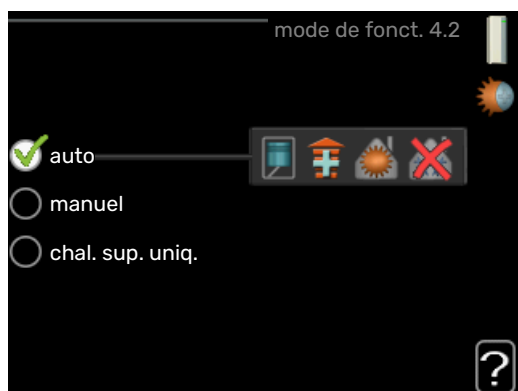 mode de fonct. 4.2
auto
manuel
chal. sup. uniq.
?